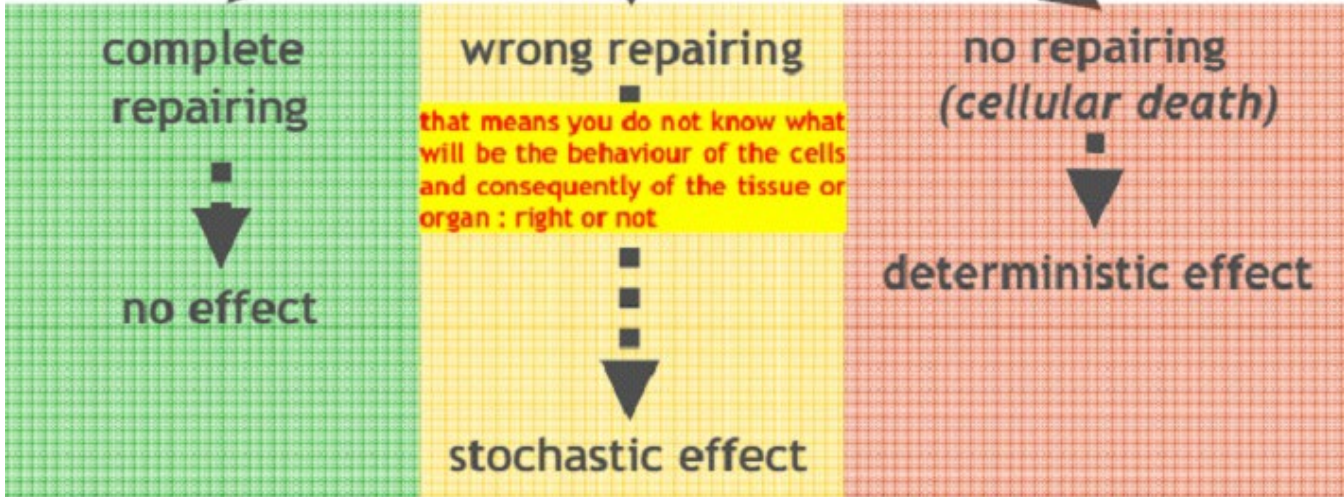 complete
repairing
no effect
wrong repairing
that means you do not know what
will be the behaviour of the cells
and consequently of the tissue or
organ : right or not
stochastic effect
no repairing
(cellular death)
deterministic effect